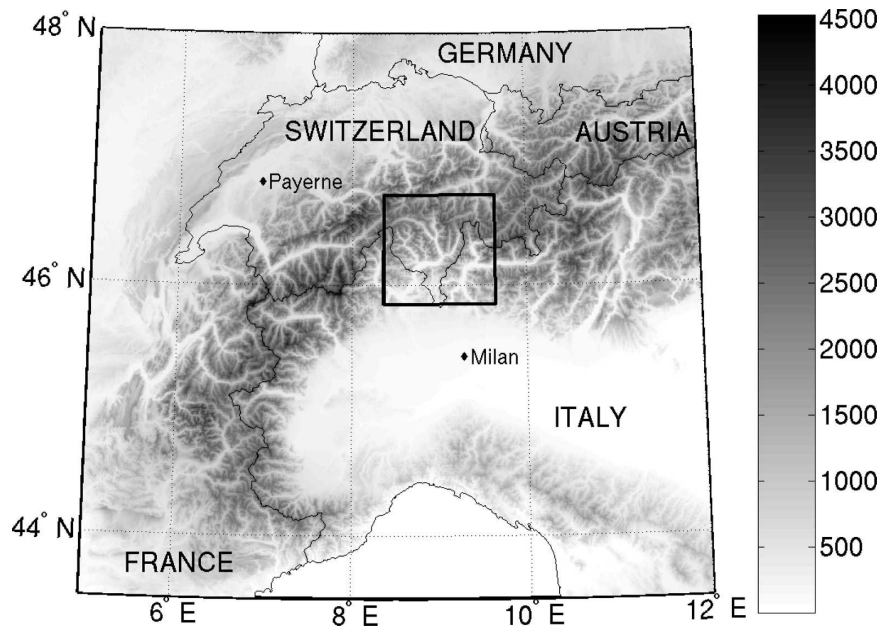 48° N
GERMANY
SWITZERLAND
AUSTRIA
Payerne
46° N
Milan
ITALY
44° N
FRANCE
6° E
8° E
10° E
12° E
4500
4000
3500
3000
2500
2000
1500
1000
500